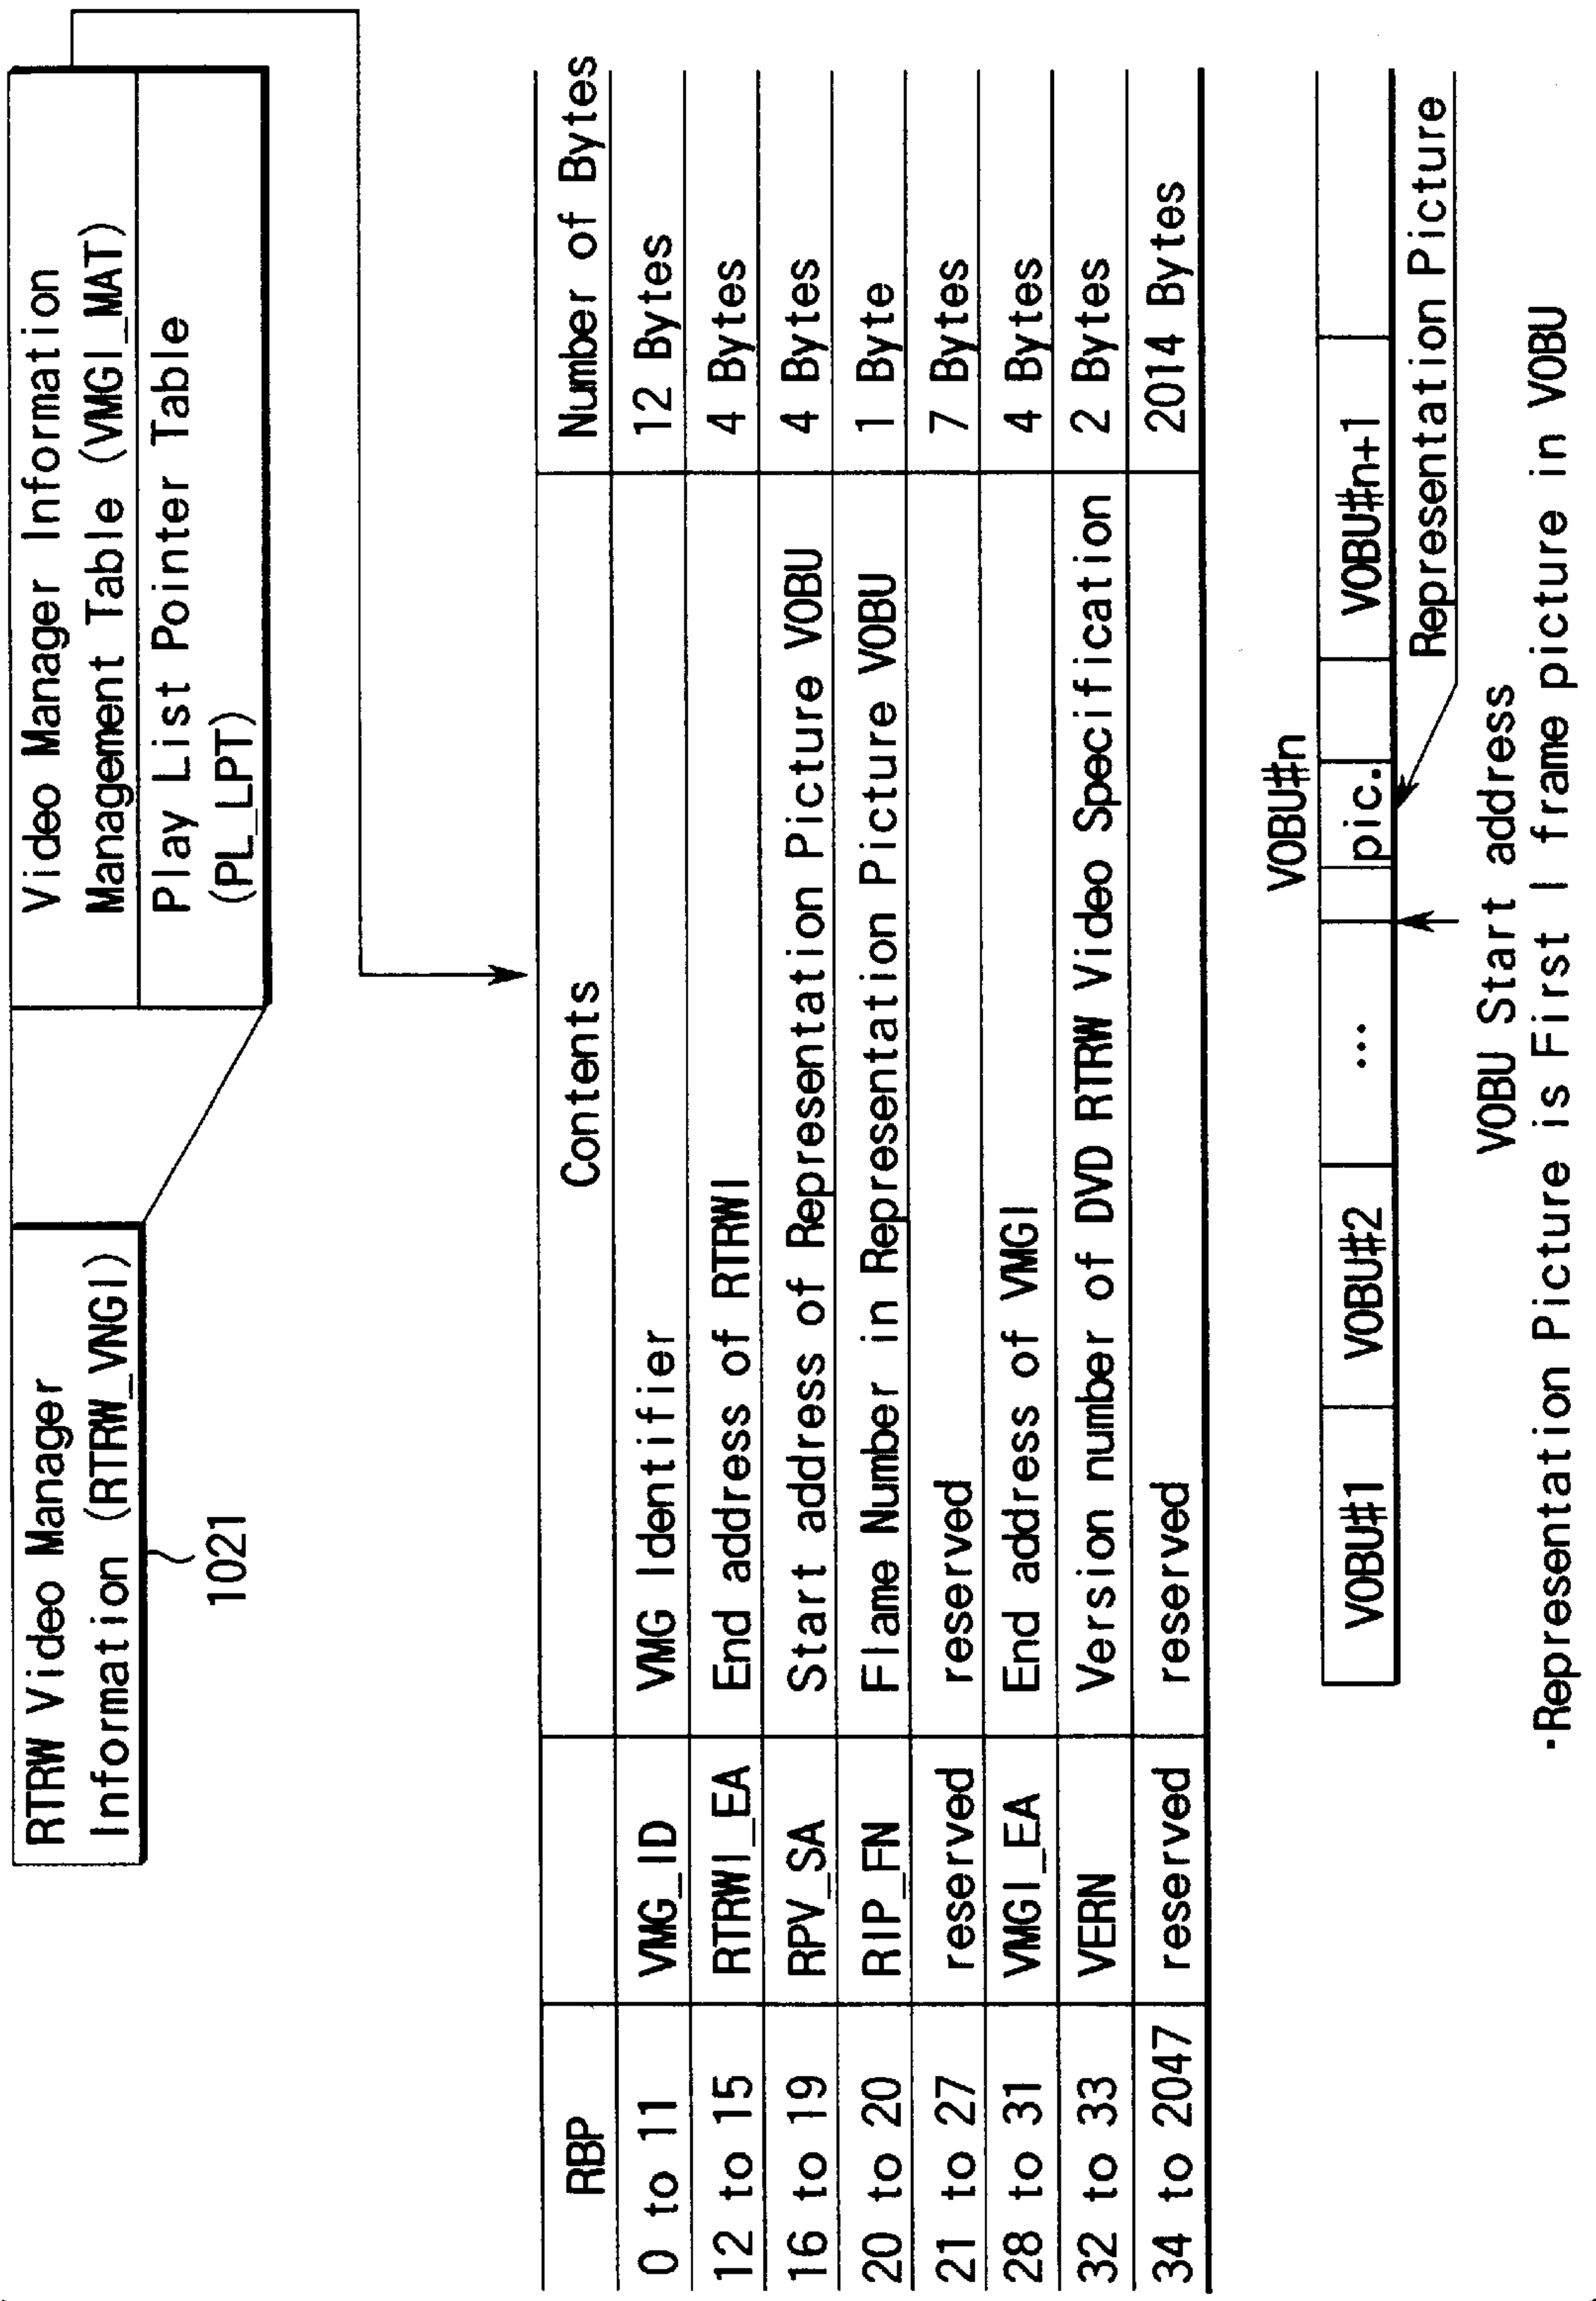 RTRW Video Manager
Information (RTRW_VNGI)
1021
Video Manager Information
Management Table (VMGI_MAT)
Play List Pointer Table
(PL_LPT)
RBP Contents Number of Bytes
0 to 11 VMG_ID VMG Identifier 12 Bytes
12 to 15 RTRWI_EA End address of RTRWI 4 Bytes
16 to 19 RPV_SA Start address of Representation Picture VOBU 4 Bytes
20 to 20 RIP_FN Flame Number in Representation Picture VOBU 1 Byte
21 to 27 reserved reserved 7 Bytes
28 to 31 VMGI_EA End address of VMGI 4 Bytes
32 to 33 VERN Version number of DVD RTRW Video Specification 2 Bytes
34 to 2047 reserved reserved 2014 Bytes
VOBU#n
VOBU#1 VOBU#2 ... pic. VOBU#n+1
Representation Picture
VOBU Start address
·Representation Picture is First I frame picture in VOBU